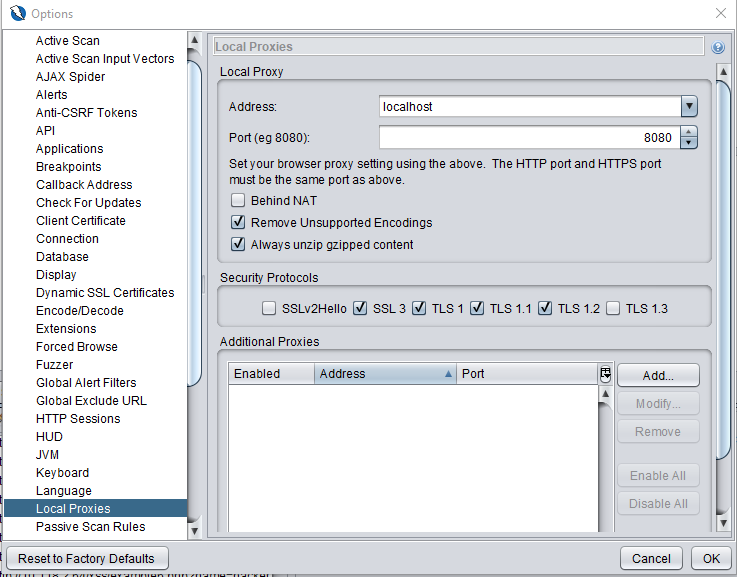 Options
Active Scan
Active Scan Input Vectors
AJAX Spider
Alerts
Anti-CSRF Tokens
API
Applications
Breakpoints
Callback Address
Check For Updates
Client Certificate
Connection
Database
Display
Dynamic SSL Certificates
Encode/Decode
Extensions
Forced Browse
Fuzzer
Global Alert Filters
Global Exclude URL
HTTP Sessions
HUD
JVM
Keyboard
Language
Local Proxies
Passive Scan Rules
Local Proxies
Local Proxy
Address: localhost
Port (eg 8080): 8080
Set your browser proxy setting using the above. The HTTP port and HTTPS port
must be the same port as above.
Behind NAT
Remove Unsupported Encodings
Always unzip gzipped content
Security Protocols
SSLv2Hello SSL 3 TLS 1 TLS 1.1 TLS 1.2 TLS 1.3
Additional Proxies
Enabled Address Port
Add...
Modify...
Remove
Enable All
Disable All
Reset to Factory Defaults Cancel OK